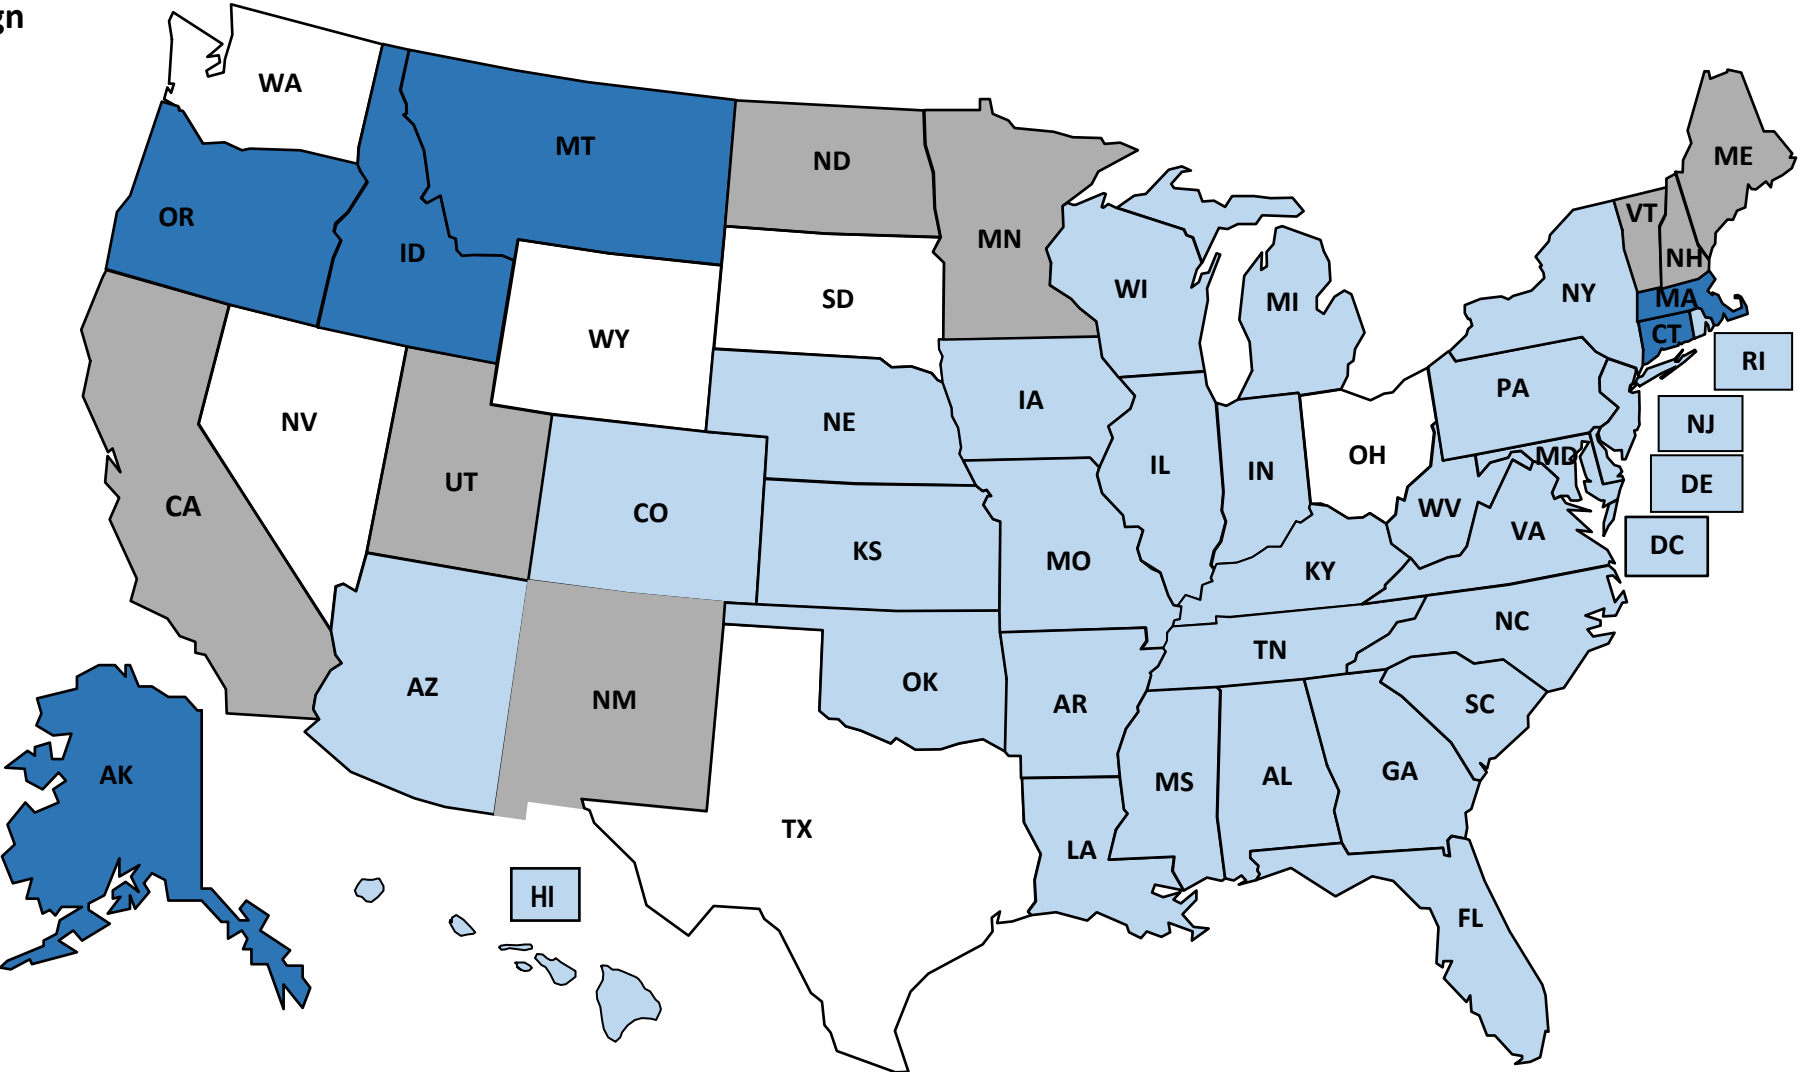 gn
WA
MT
ND
MN
ME
VT
NH
OR
ID
SD
WI
MI
NY
MA
CT
RI
WY
NE
IA
PA
NJ
NV
UT
CO
IL
IN
OH
MD
DE
CA
KS
MO
WV
VA
DC
KY
AZ
NM
OK
AR
TN
NC
SC
AK
TX
MS
AL
GA
LA
HI
FL